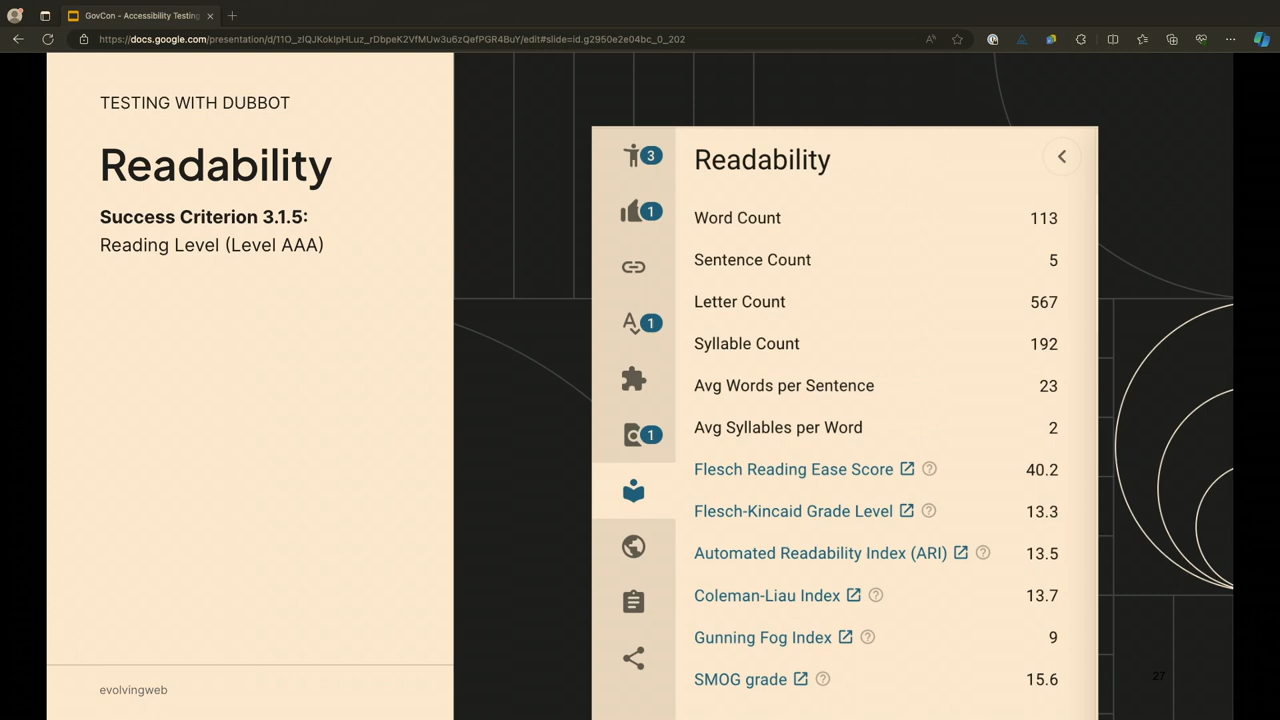 GovCon - Accessibility Testing
https://docs.google.com/presentation/d/11O_zIQJKokIpHLuz_rDbpeK2VfMUw3u6zQefPGR4BuY/edit#slide=id.g2950e2e04bc_0_202
TESTING WITH DUBBOT
Readability
Success Criterion 3.1.5:
Reading Level (Level AAA)
evolvingweb
3
1
1
1
Readability
Word Count 113
Sentence Count 5
Letter Count 567
Syllable Count 192
Avg Words per Sentence 23
Avg Syllables per Word 2
Flesch Reading Ease Score 40.2
Flesch-Kincaid Grade Level 13.3
Automated Readability Index (ARI) 13.5
Coleman-Liau Index 13.7
Gunning Fog Index 9
SMOG grade 15.6
27